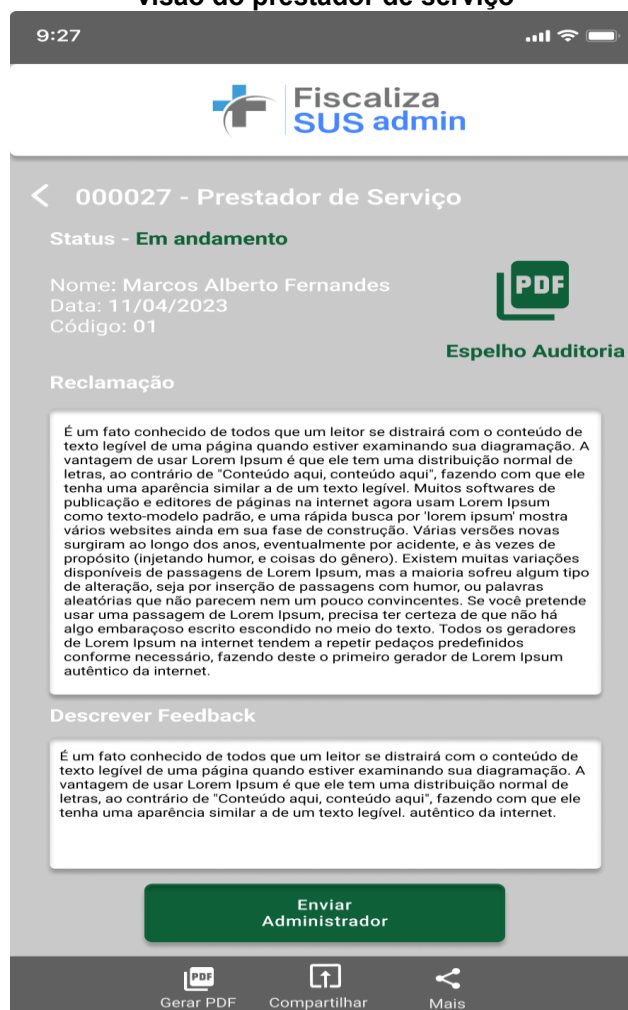 visão do prestador de serviço
9:27
Fiscaliza
SUS admin
000027 - Prestador de Serviço
Status - Em andamento
Nome: Marcos Alberto Fernandes
Data: 11/04/2023
Código: 01
PDF
Espelho Auditoria
Reclamação
É um fato conhecido de todos que um leitor se distrairá com o conteúdo de
texto legível de uma página quando estiver examinando sua diagramação. A
vantagem de usar Lorem Ipsum é que ele tem uma distribuição normal de
letras, ao contrário de "Conteúdo aqui, conteúdo aqui", fazendo com que ele
tenha uma aparência similar a de um texto legível. Muitos softwares de
publicação e editores de páginas na internet agora usam Lorem Ipsum
como texto-modelo padrão, e uma rápida busca por 'lorem ipsum' mostra
vários websites ainda em sua fase de construção. Várias versões novas
surgiram ao longo dos anos, eventualmente por acidente, e às vezes de
propósito (injetando humor, e coisas do gênero). Existem muitas variações
disponíveis de passagens de Lorem Ipsum, mas a maioria sofreu algum tipo
de alteração, seja por inserção de passagens com humor, ou palavras
aleatórias que não parecem nem um pouco convincentes. Se você pretende
usar uma passagem de Lorem Ipsum, precisa ter certeza de que não há
algo embaraçoso escrito escondido no meio do texto. Todos os geradores
de Lorem Ipsum na internet tendem a repetir pedaços predefinidos
conforme necessário, fazendo deste o primeiro gerador de Lorem Ipsum
autêntico da internet.
Descrever Feedback
É um fato conhecido de todos que um leitor se distrairá com o conteúdo de
texto legível de uma página quando estiver examinando sua diagramação. A
vantagem de usar Lorem Ipsum é que ele tem uma distribuição normal de
letras, ao contrário de "Conteúdo aqui, conteúdo aqui", fazendo com que ele
tenha uma aparência similar a de um texto legível. autêntico da internet.
Enviar
Administrador
PDF
Gerar PDF Compartilhar Mais